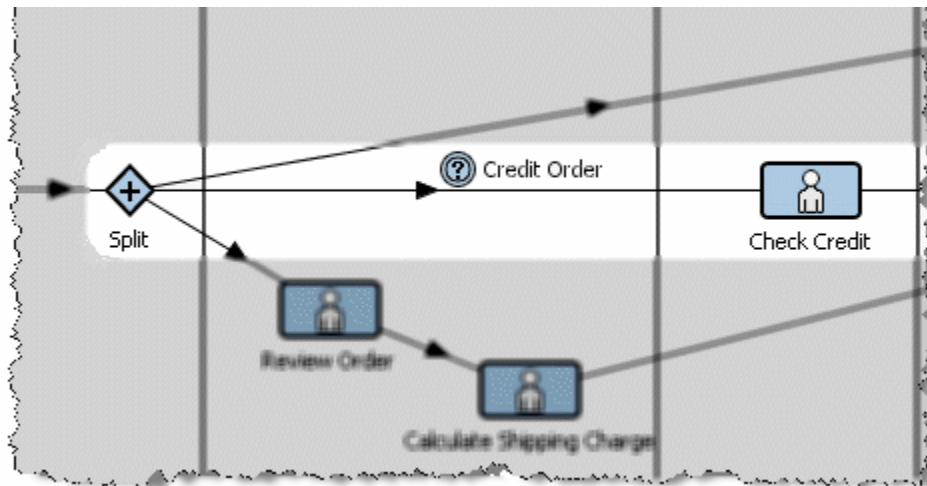 Credit Order
Split
Check Credit
Review Order
Calculate Shipping Charge